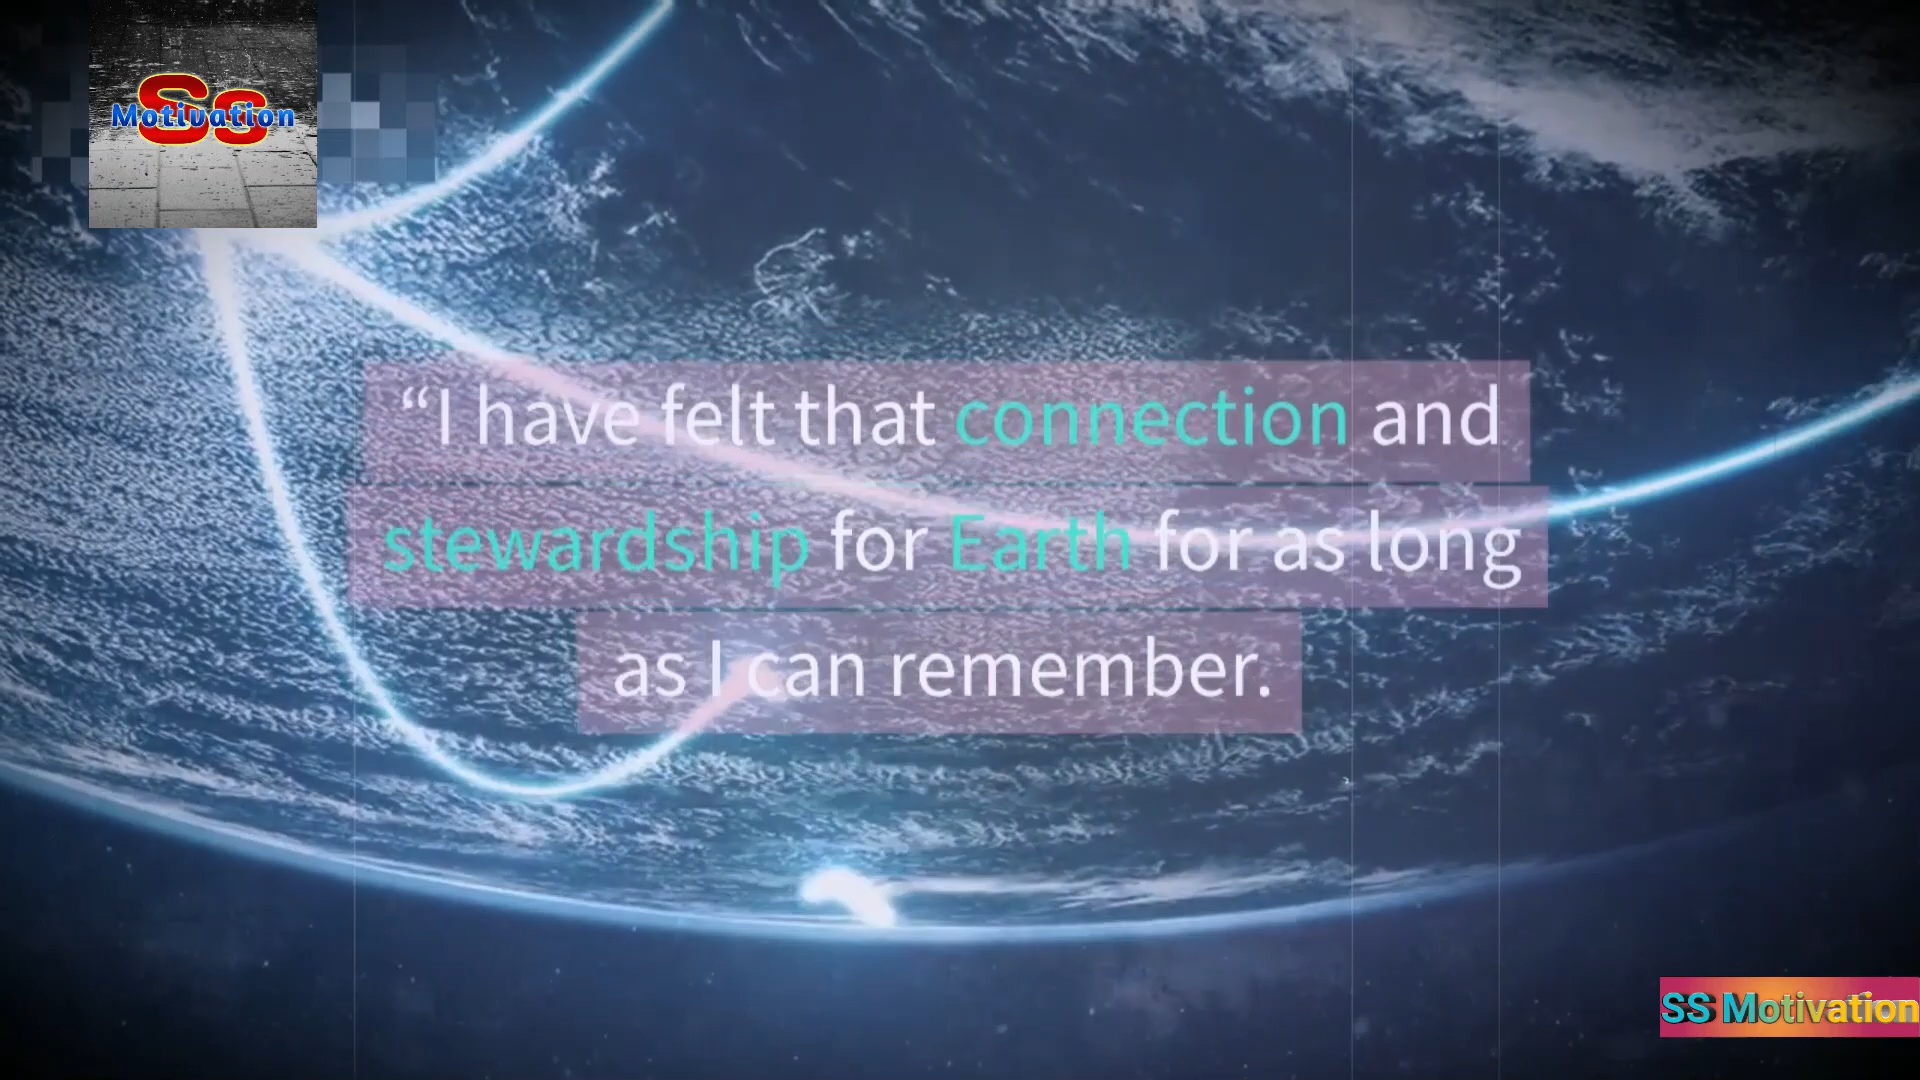 Ss
Motivation
“I have felt that connection and
stewardship for Earth for as long
as I can remember.
SS Motivation